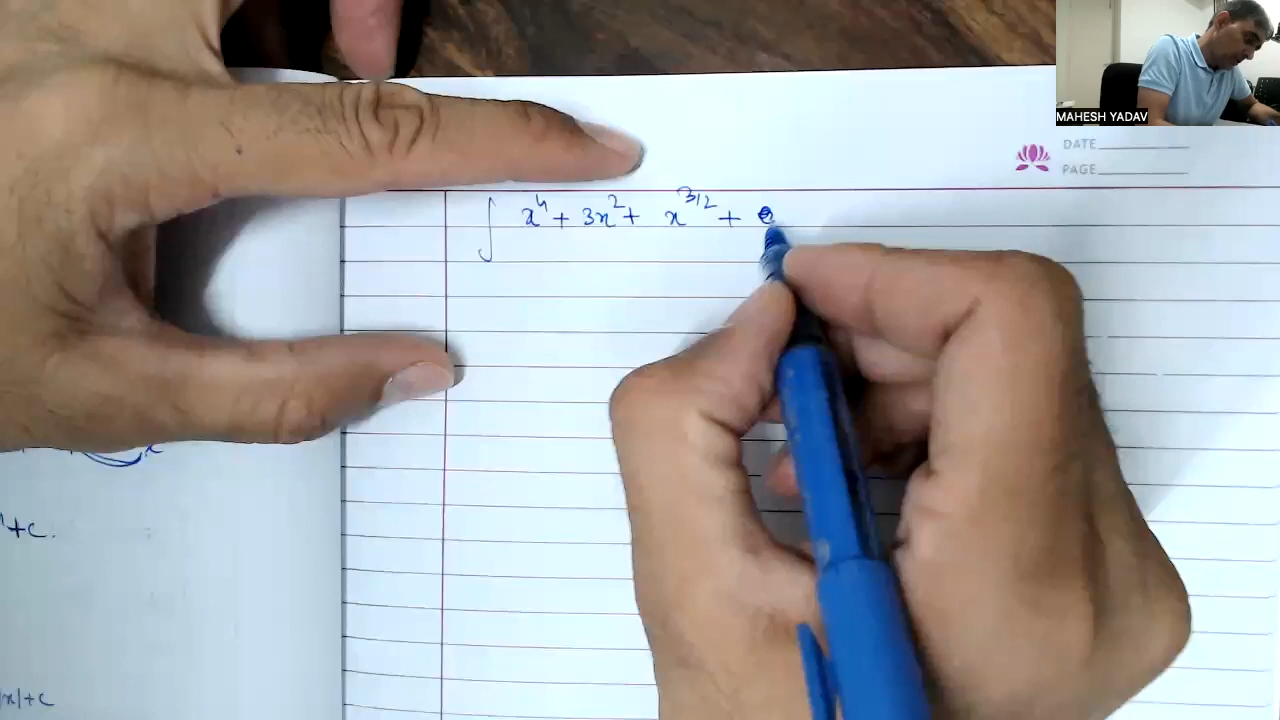 MAHESH YADAV
DATE
PAGE
∫ x⁴ + 3x² + x^{3/2} +
+c.
|x|+c